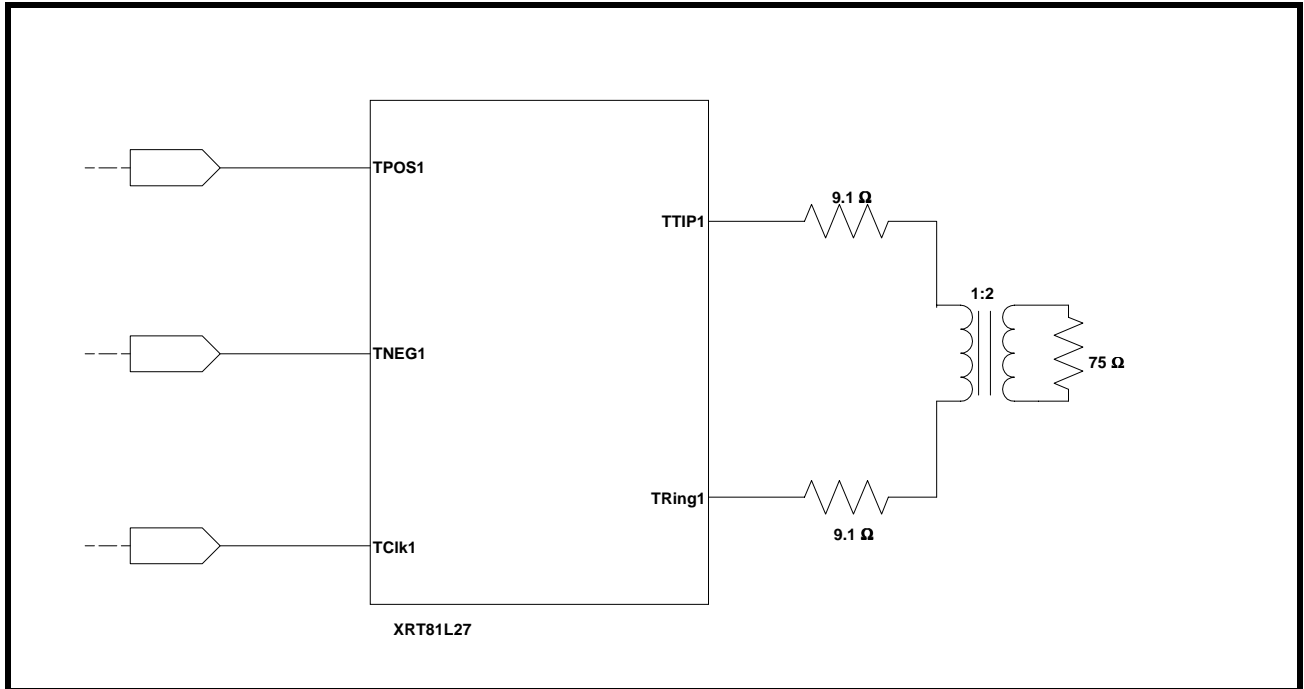 TPOS1
9.1 Ω
TTIP1
1:2
TNEG1
75 Ω
TRing1
9.1 Ω
TClk1
XRT81L27